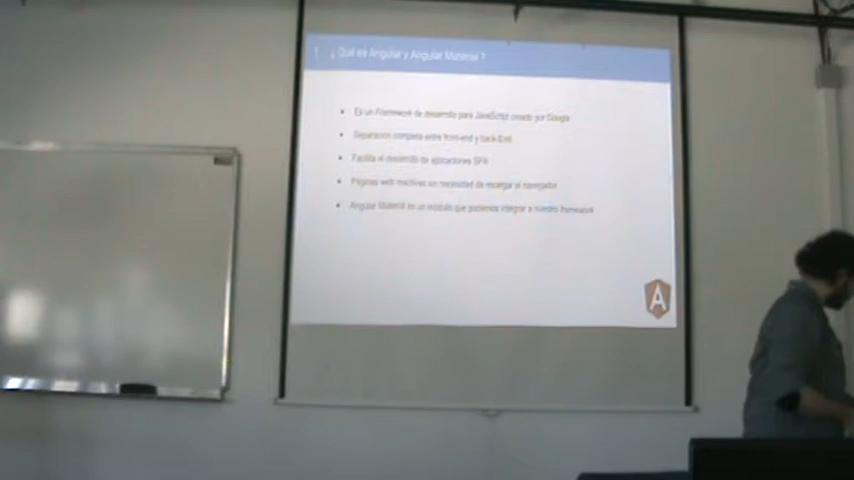 1 ¿ Qué es Angular y Angular Material ?
Es un Framework de desarrollo para JavaScript creado por Google
Separacion completa entre front-end y back-End
Facilita el desarrollo de aplicaciones SPA
Páginas web reactivas sin necesidad de recargar el navegador
Angular Material es un módulo que podemos integrar a nuestro framework
A